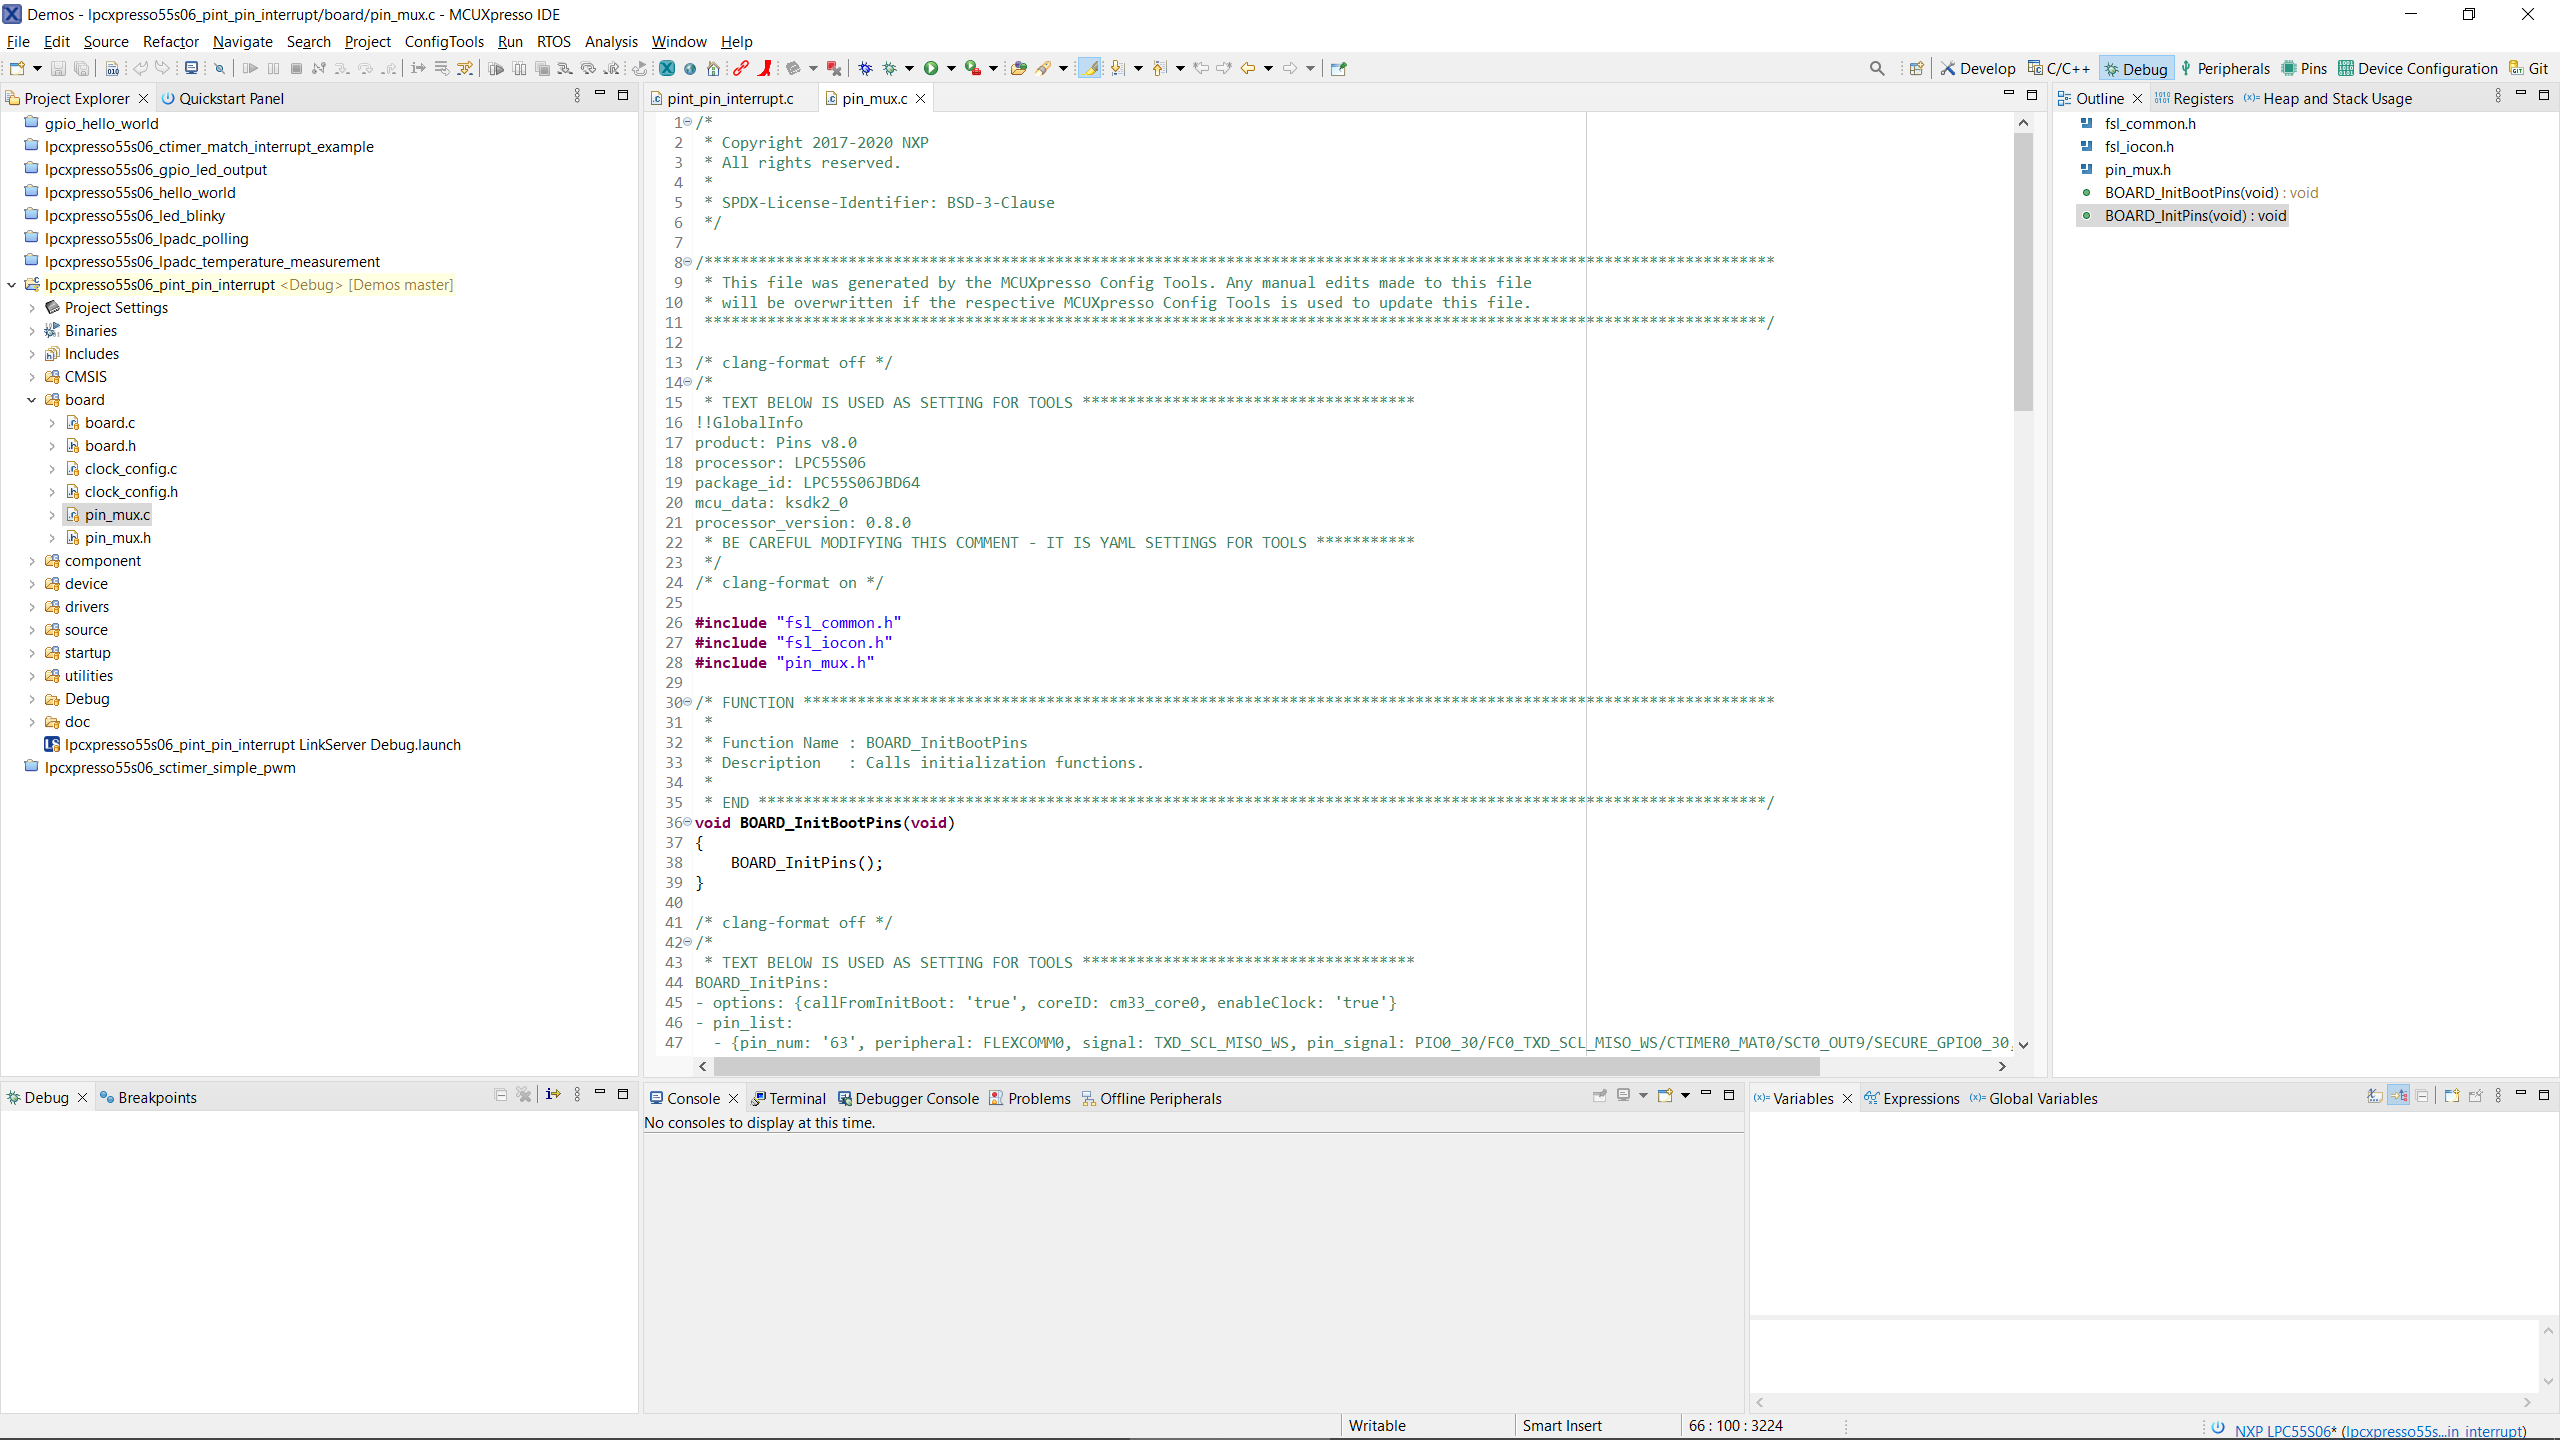 Demos - lpcxpresso55s06_pint_pin_interrupt/board/pin_mux.c - MCUXpresso IDE
File Edit Source Refactor Navigate Search Project ConfigTools Run RTOS Analysis Window Help
Develop C/C++ Debug Peripherals Pins Device Configuration Git
Project Explorer Quickstart Panel
gpio_hello_world
lpcxpresso55s06_ctimer_match_interrupt_example
lpcxpresso55s06_gpio_led_output
lpcxpresso55s06_hello_world
lpcxpresso55s06_led_blinky
lpcxpresso55s06_lpadc_polling
lpcxpresso55s06_lpadc_temperature_measurement
lpcxpresso55s06_pint_pin_interrupt <Debug> [Demos master]
Project Settings
Binaries
Includes
CMSIS
board
board.c
board.h
clock_config.c
clock_config.h
pin_mux.c
pin_mux.h
component
device
drivers
source
startup
utilities
Debug
doc
lpcxpresso55s06_pint_pin_interrupt LinkServer Debug.launch
lpcxpresso55s06_sctimer_simple_pwm
pint_pin_interrupt.c pin_mux.c
1 /*
2 * Copyright 2017-2020 NXP
3 * All rights reserved.
4 *
5 * SPDX-License-Identifier: BSD-3-Clause
6 */
7
8 /***********************************************************************************************************************
9 * This file was generated by the MCUXpresso Config Tools. Any manual edits made to this file
10 * will be overwritten if the respective MCUXpresso Config Tools is used to update this file.
11 **********************************************************************************************************************/
12
13 /* clang-format off */
14 /*
15 * TEXT BELOW IS USED AS SETTING FOR TOOLS *************************************
16 !!GlobalInfo
17 product: Pins v8.0
18 processor: LPC55S06
19 package_id: LPC55S06JBD64
20 mcu_data: ksdk2_0
21 processor_version: 0.8.0
22 * BE CAREFUL MODIFYING THIS COMMENT - IT IS YAML SETTINGS FOR TOOLS ***********
23 */
24 /* clang-format on */
25
26 #include "fsl_common.h"
27 #include "fsl_iocon.h"
28 #include "pin_mux.h"
29
30 /* FUNCTION ************************************************************************************************************
31 *
32 * Function Name : BOARD_InitBootPins
33 * Description   : Calls initialization functions.
34 *
35 * END ****************************************************************************************************************/
36 void BOARD_InitBootPins(void)
37 {
38 BOARD_InitPins();
39 }
40
41 /* clang-format off */
42 /*
43 * TEXT BELOW IS USED AS SETTING FOR TOOLS *************************************
44 BOARD_InitPins:
45 - options: {callFromInitBoot: 'true', coreID: cm33_core0, enableClock: 'true'}
46 - pin_list:
47 - {pin_num: '63', peripheral: FLEXCOMM0, signal: TXD_SCL_MISO_WS, pin_signal: PIO0_30/FC0_TXD_SCL_MISO_WS/CTIMER0_MAT0/SCT0_OUT9/SECURE_GPIO0_30,
Outline Registers (x)= Heap and Stack Usage
fsl_common.h
fsl_iocon.h
pin_mux.h
BOARD_InitBootPins(void) : void
BOARD_InitPins(void) : void
Debug Breakpoints
Console Terminal Debugger Console Problems Offline Peripherals
No consoles to display at this time.
(x)= Variables Expressions (x)= Global Variables
Writable Smart Insert 66 : 100 : 3224
NXP LPC55S06* (lpcxpresso55s...in_interrupt)